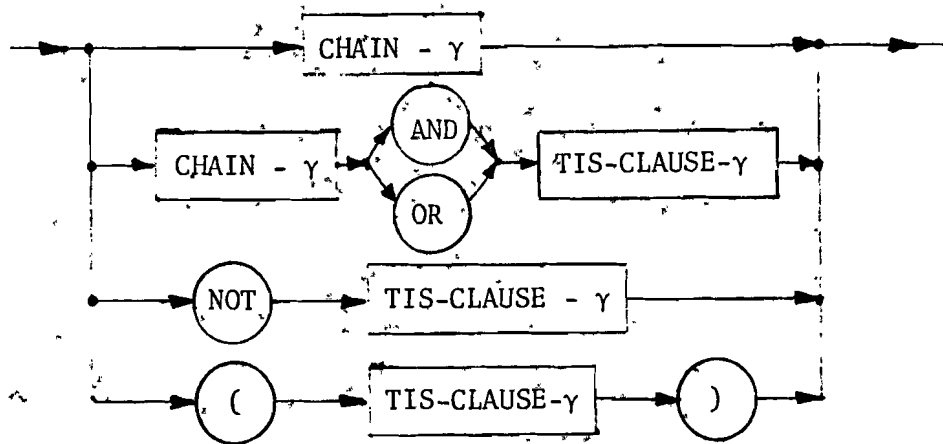 CHAIN - γ
AND
CHAIN - γ TIS-CLAUSE-γ
OR
NOT TIS-CLAUSE - γ
( TIS-CLAUSE-γ )